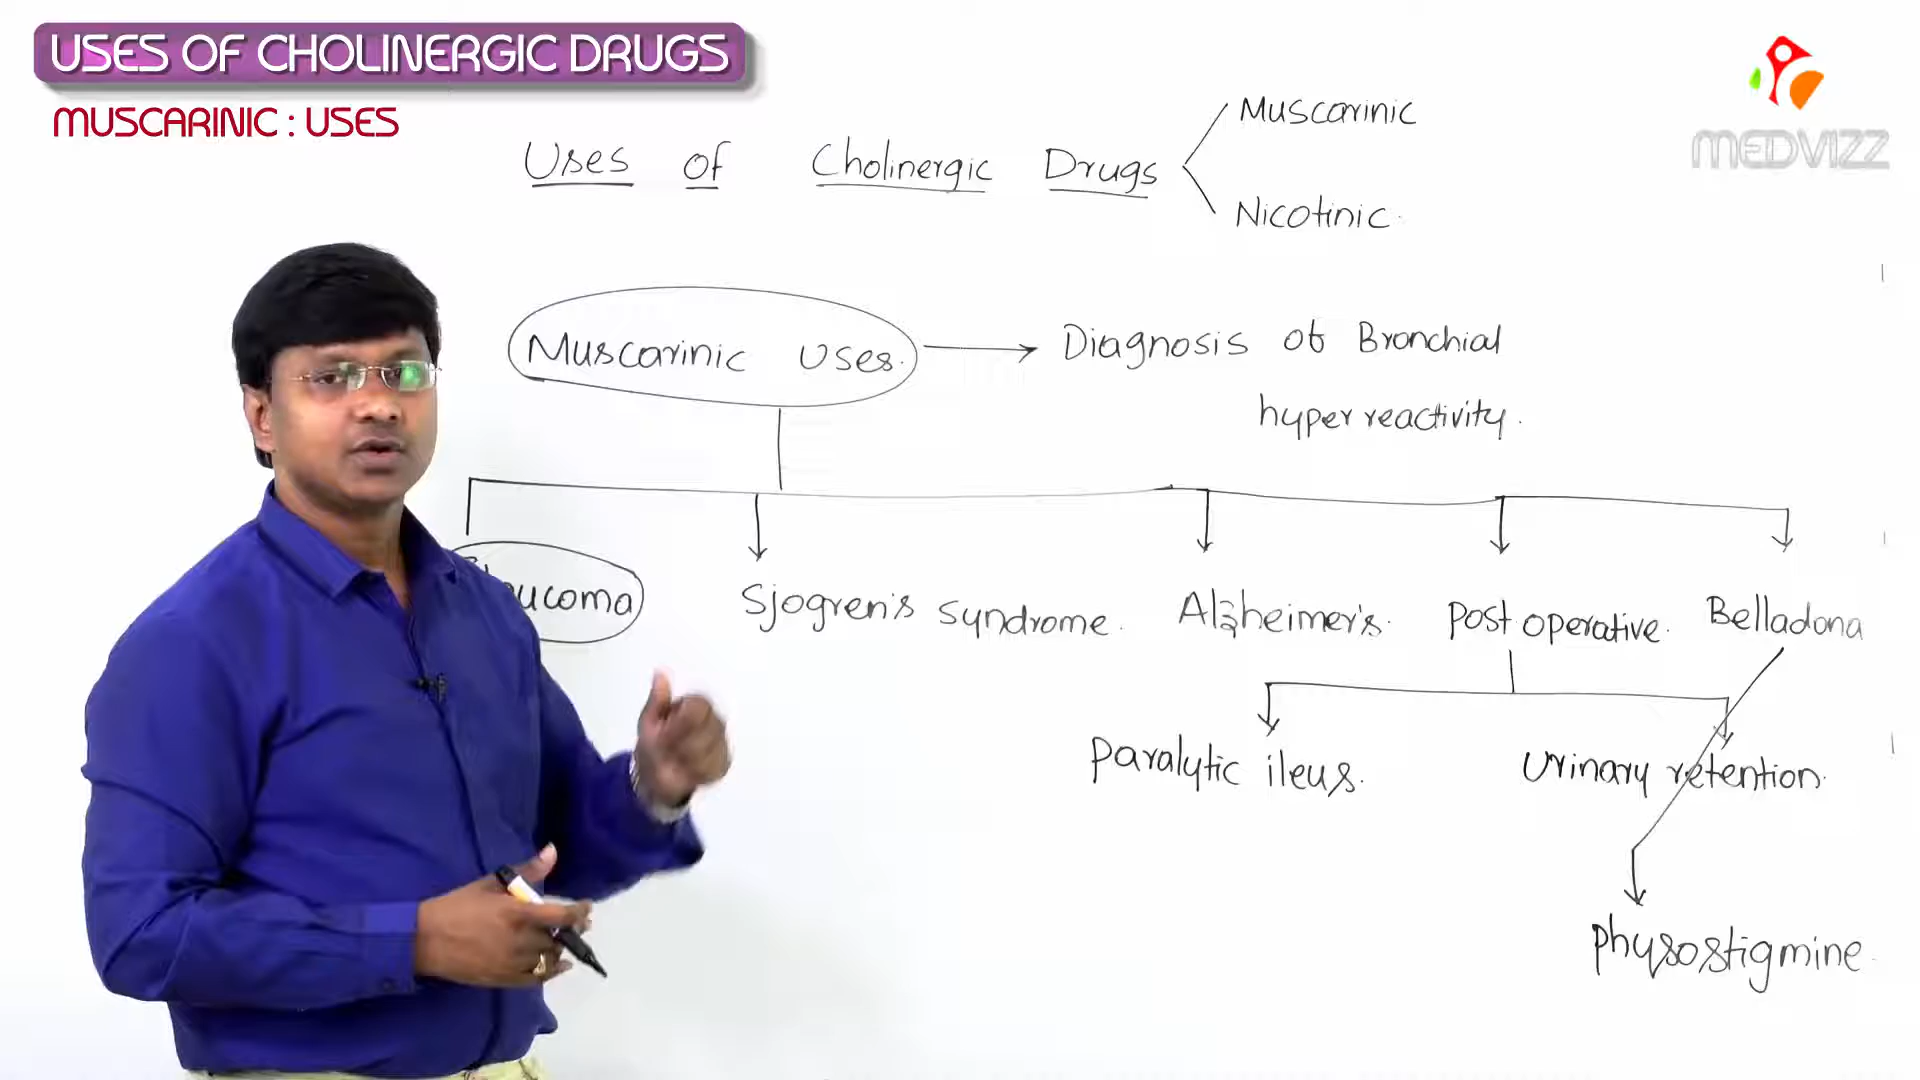 USES OF CHOLINERGIC DRUGS
MUSCARINIC : USES
MEDVIZZ
Uses of Cholinergic Drugs
Muscarinic
Nicotinic.
Muscarinic uses.
Diagnosis of Bronchial
hyper reactivity.
Sjogren's syndrome.
Alzheimer's.
Post operative.
Belladona
Paralytic ileus.
Urinary retention.
Physostigmine.